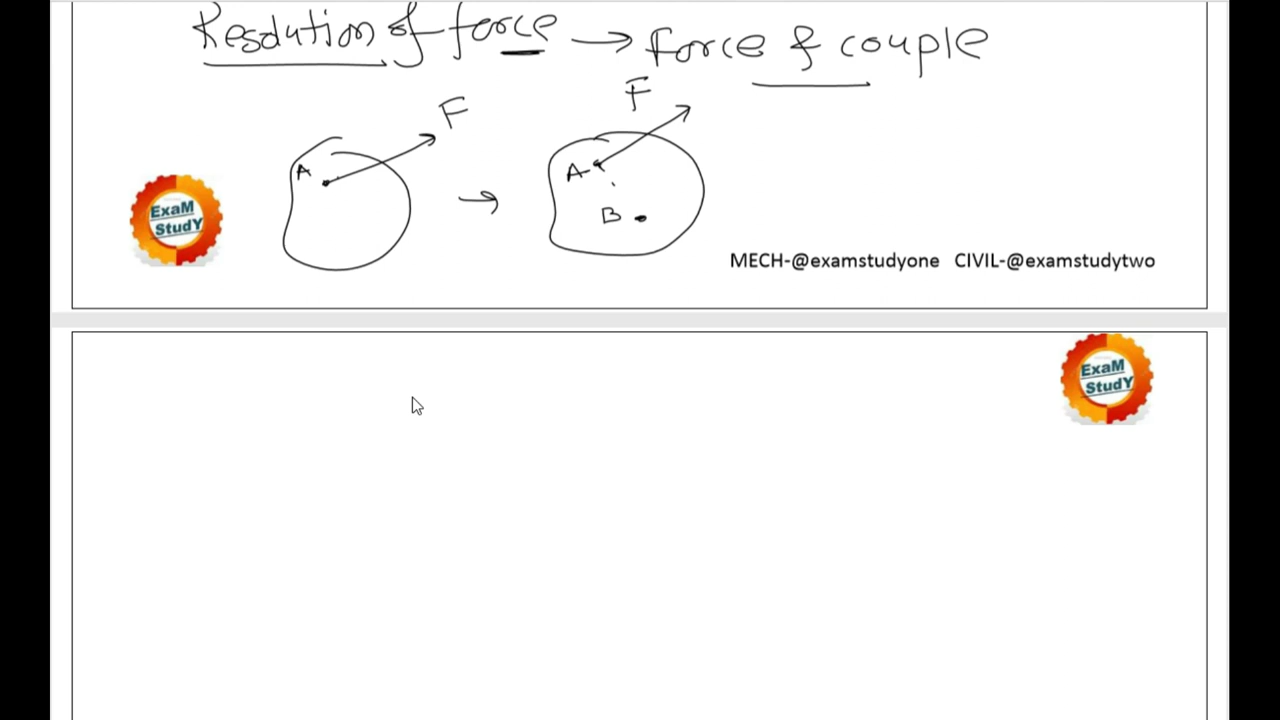 Resolution of force → force & couple
F
F
A
A
B
ExaM
StudY
MECH-@examstudyone CIVIL-@examstudytwo
ExaM
StudY